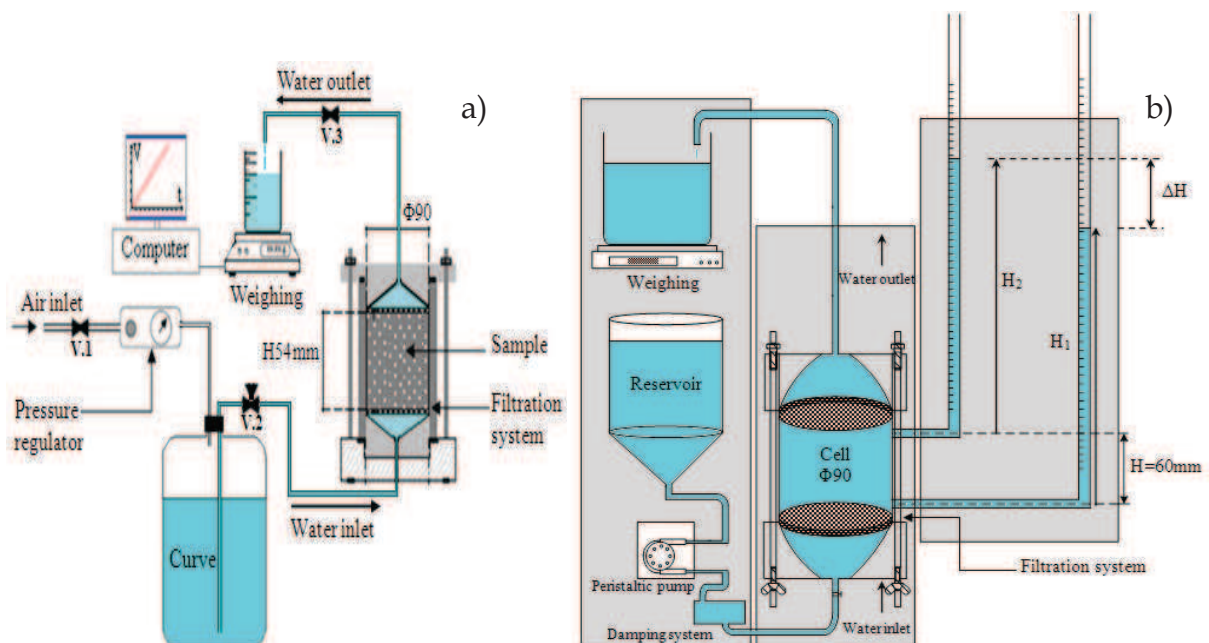 a)
Water outlet
V.3
V
t
Computer
Weighing
Φ90
Air inlet
V.1
H54mm
Sample
Pressure
regulator
V.2
Filtration
system
Water inlet
Curve
b)
ΔH
Water outlet
H2
H1
Weighing
Reservoir
Cell
Φ90
H=60mm
Peristaltic pump
Filtration system
Damping system
Water inlet